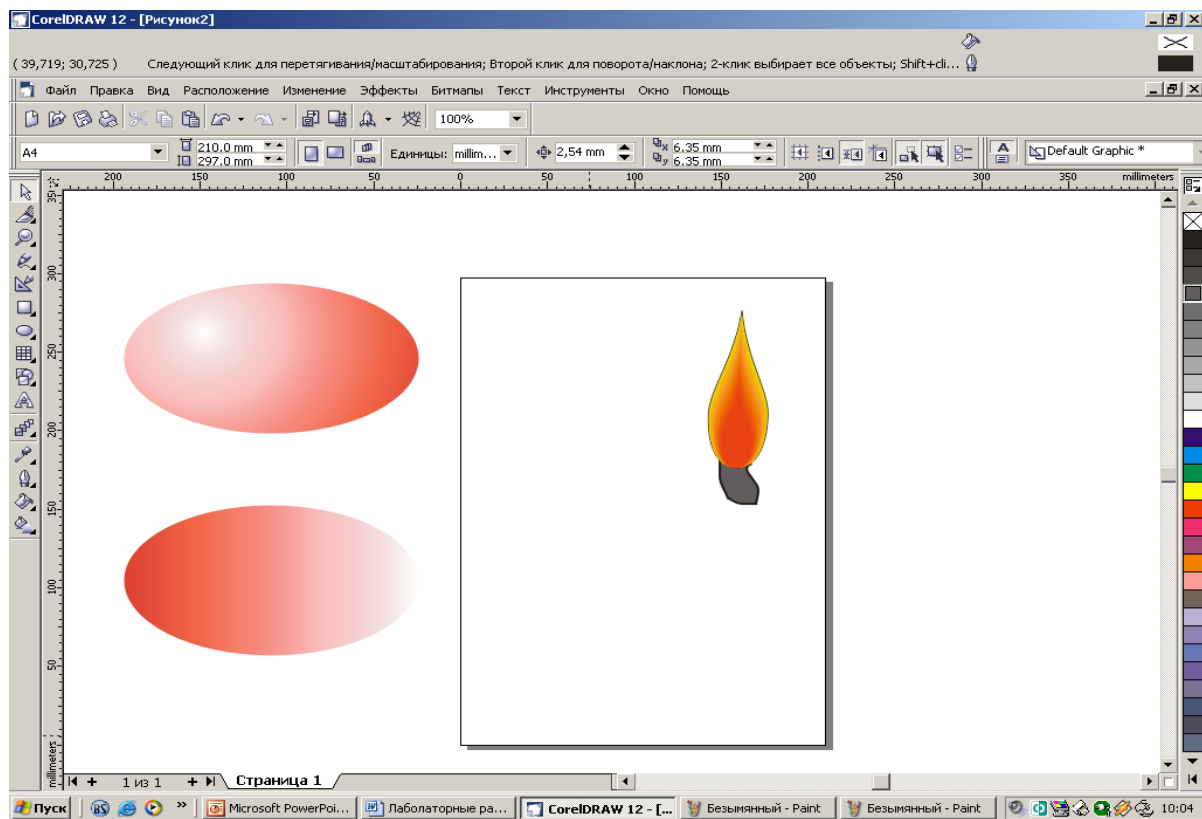 CorelDRAW 12 - [Рисунок2]
( 39,719; 30,725 ) Следующий клик для перетягивания/масштабирования; Второй клик для поворота/наклона; 2-клик выбирает все объекты; Shift+cli...
Файл Правка Вид Расположение Изменение Эффекты Битмапы Текст Инструменты Окно Помощь
100%
A4 210.0 mm 297.0 mm Единицы: millim... 2,54 mm x 6.35 mm y 6.35 mm A Default Graphic *
200 150 100 50 0 50 100 150 200 250 300 350 millimeters
350
300
250
200
150
100
50
millimeters
1 из 1 Страница 1
Пуск BS » Microsoft PowerPoi... Лаболаторные ра... CorelDRAW 12 - [... Безымянный - Paint Безымянный - Paint 10:04